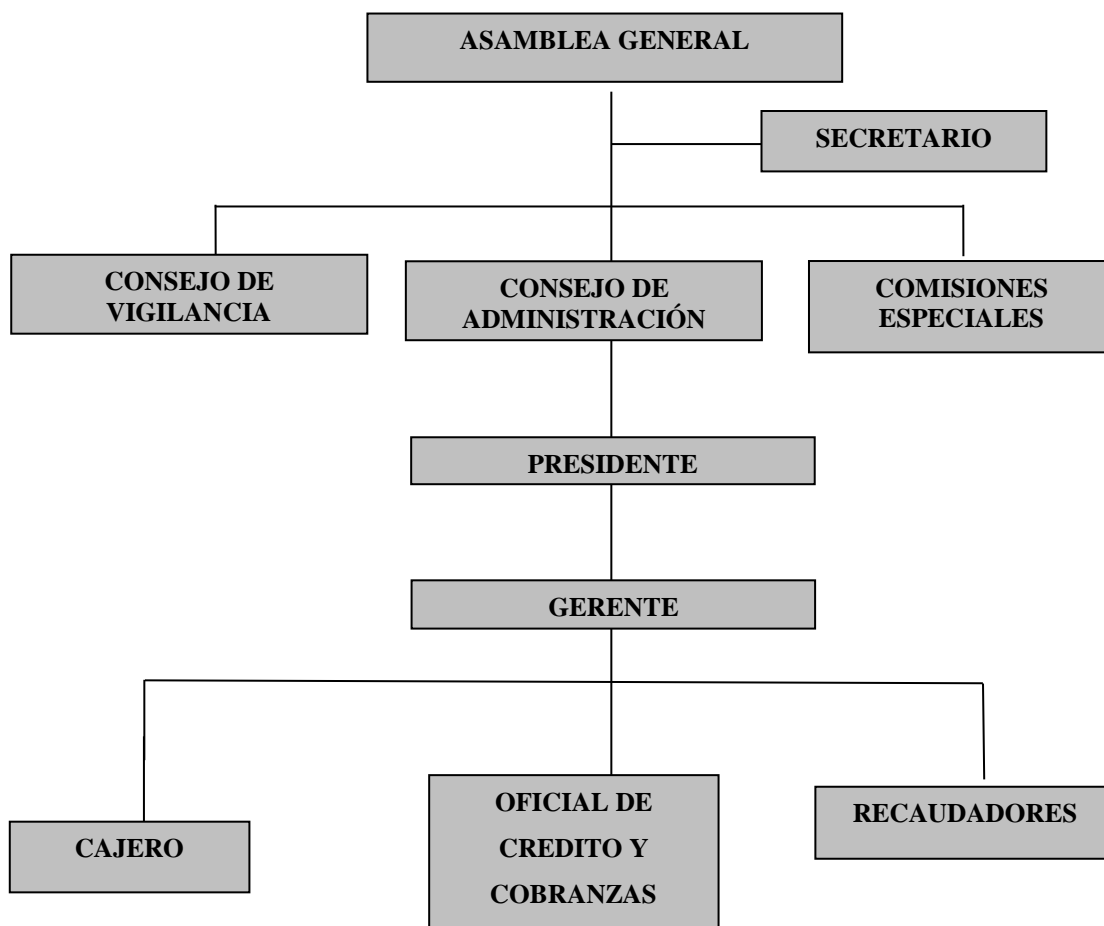 ASAMBLEA GENERAL
SECRETARIO
CONSEJO DE
VIGILANCIA
CONSEJO DE
ADMINISTRACIÓN
COMISIONES
ESPECIALES
PRESIDENTE
GERENTE
CAJERO
OFICIAL DE
CREDITO Y
COBRANZAS
RECAUDADORES